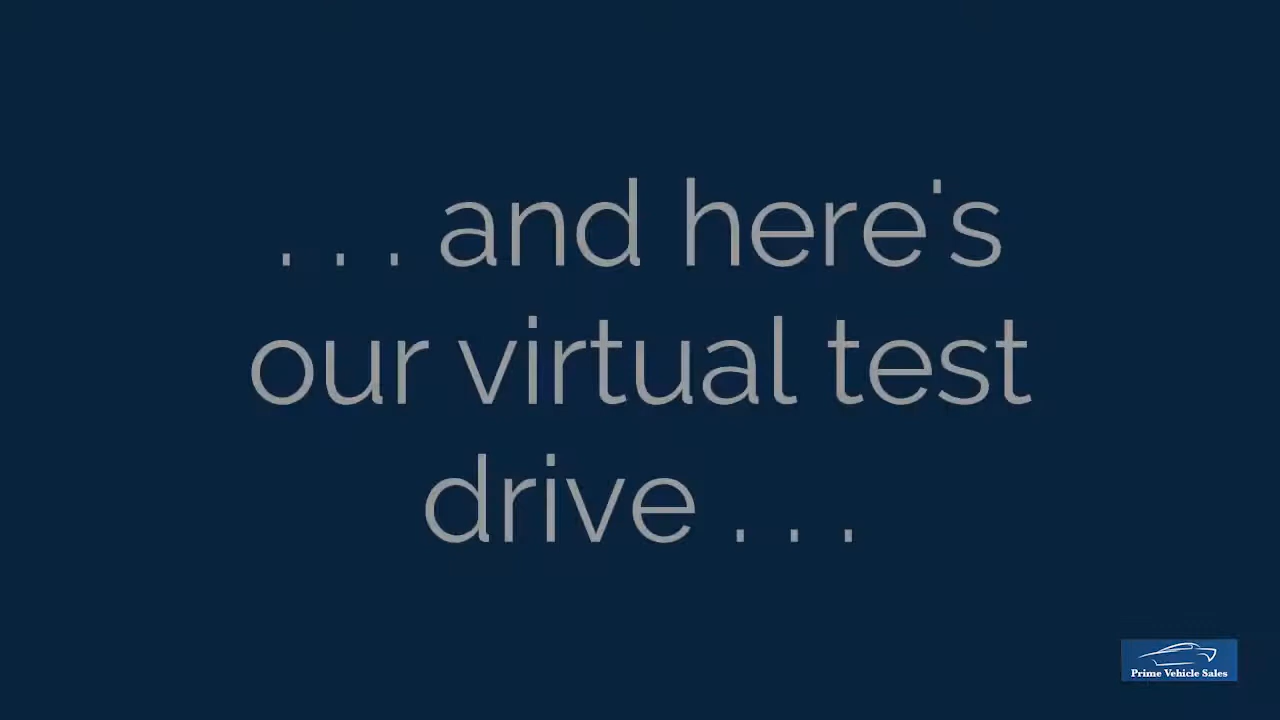 . . . and here's
our virtual test
drive . . .
Prime Vehicle Sales